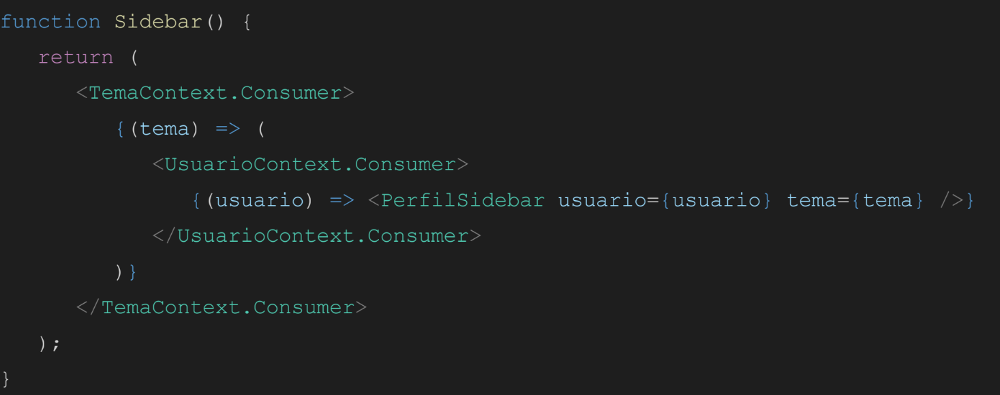 function Sidebar() {
   return (
      <TemaContext.Consumer>
         {(tema) => (
            <UsuarioContext.Consumer>
               {(usuario) => <PerfilSidebar usuario={usuario} tema={tema} />}
            </UsuarioContext.Consumer>
         )}
      </TemaContext.Consumer>
   );
}